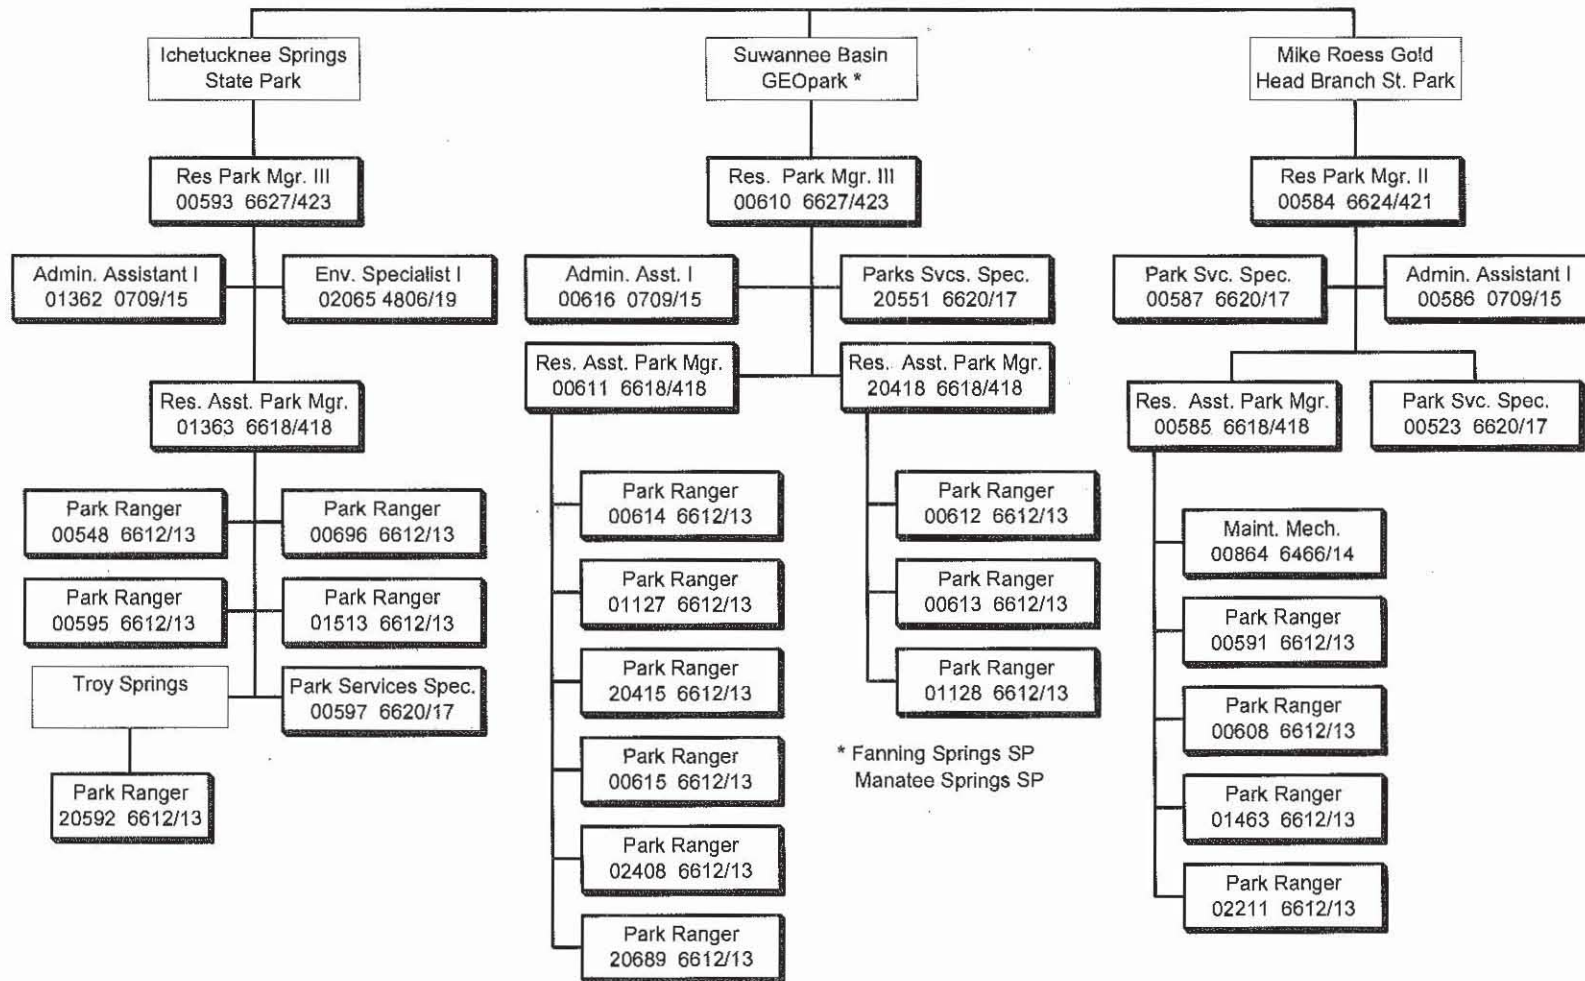 Ichetucknee Springs
State Park
Res Park Mgr. III
00593 6627/423
Admin. Assistant I
01362 0709/15
Env. Specialist I
02065 4806/19
Res. Asst. Park Mgr.
01363 6618/418
Park Ranger
00548 6612/13
Park Ranger
00696 6612/13
Park Ranger
00595 6612/13
Park Ranger
01513 6612/13
Troy Springs
Park Services Spec.
00597 6620/17
Park Ranger
20592 6612/13
Suwannee Basin
GEOpark *
Res. Park Mgr. III
00610 6627/423
Admin. Asst. I
00616 0709/15
Parks Svcs. Spec.
20551 6620/17
Res. Asst. Park Mgr.
00611 6618/418
Res. Asst. Park Mgr.
20418 6618/418
Park Ranger
00614 6612/13
Park Ranger
01127 6612/13
Park Ranger
20415 6612/13
Park Ranger
00615 6612/13
Park Ranger
02408 6612/13
Park Ranger
20689 6612/13
Park Ranger
00612 6612/13
Park Ranger
00613 6612/13
Park Ranger
01128 6612/13
* Fanning Springs SP
Manatee Springs SP
Mike Roess Gold
Head Branch St. Park
Res Park Mgr. II
00584 6624/421
Park Svc. Spec.
00587 6620/17
Admin. Assistant I
00586 0709/15
Res. Asst. Park Mgr.
00585 6618/418
Park Svc. Spec.
00523 6620/17
Maint. Mech.
00864 6466/14
Park Ranger
00591 6612/13
Park Ranger
00608 6612/13
Park Ranger
01463 6612/13
Park Ranger
02211 6612/13